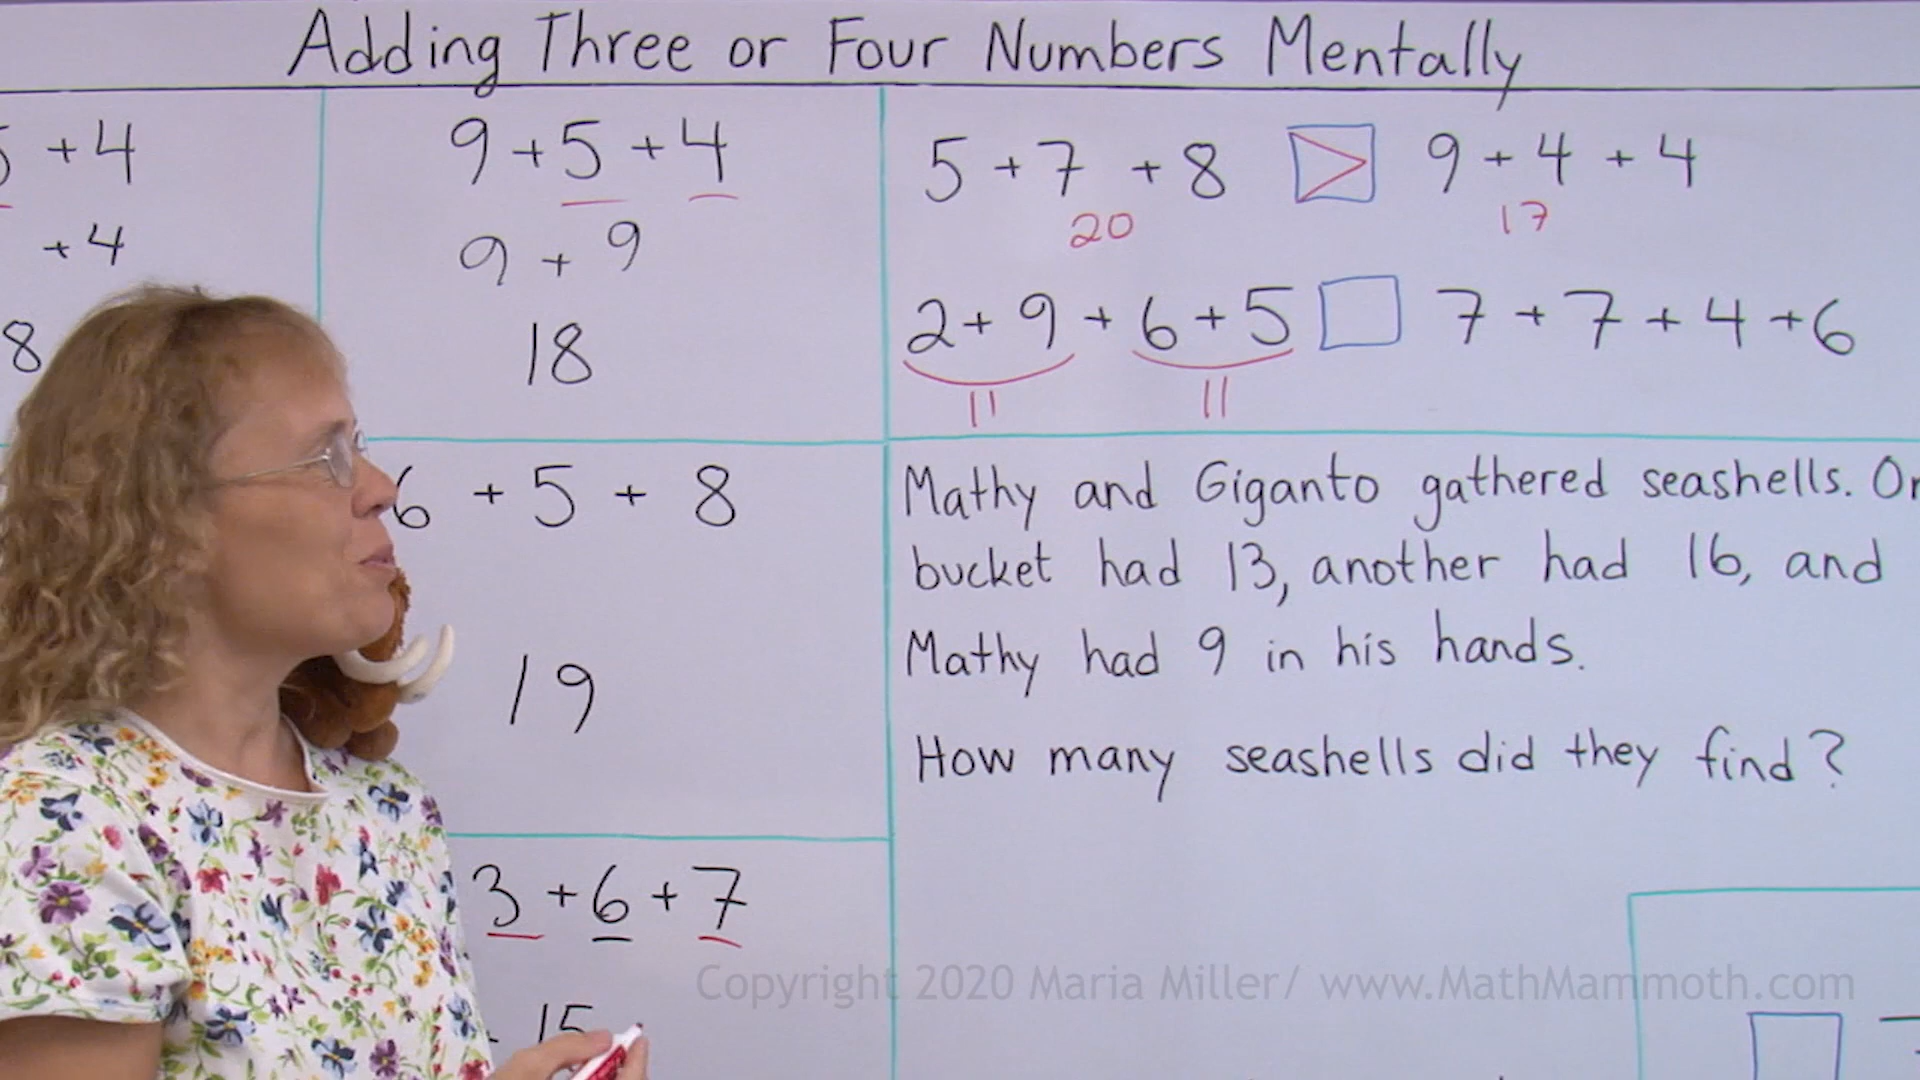 Adding Three or Four Numbers Mentally
+4
+4
8
9+5+4
9 + 9
18
5 + 7 + 8 > 9 + 4 + 4
20 17
2 + 9 + 6 + 5 7 + 7 + 4 + 6
11 11
6 + 5 + 8
19
Mathy and Giganto gathered seashells.
bucket had 13, another had 16, and
Mathy had 9 in his hands.
How many seashells did they find?
3 + 6 + 7
15
Copyright 2020 Maria Miller/ www.MathMammoth.com